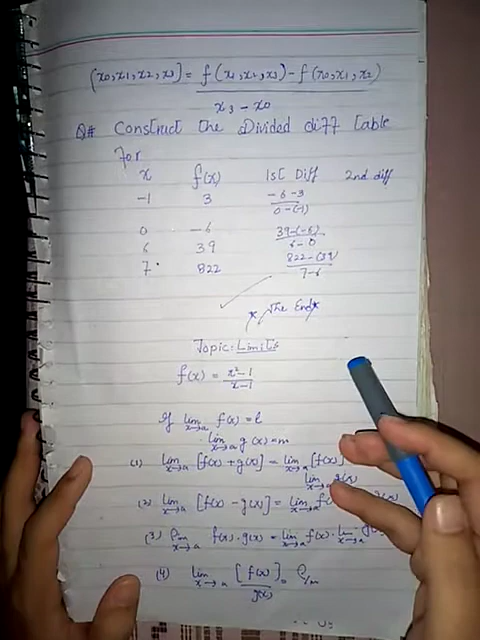 (x0,x1,x2,x3] = f(x1,x2,x3) - f(x0,x1,x2)
x3 - x0
Q# Construct the Divided diff table
for
x f(x) 1st Diff 2nd diff
-1 3 -6-3 / 0-(-1)
0 -6 39-(-6) / 6-0
6 39 822-(39) / 7-6
7 822
* The End *
Topic: Limits
f(x) = x²-1 / x-1
If lim x→a f(x) = l
lim x→a g(x) = m
(1) lim x→a [f(x)+g(x)] = lim x→a [f(x)
lim x→a g(x)
(2) lim x→a [f(x) - g(x)] = lim x→a
(3) lim x→a f(x).g(x) = lim x→a f(x). lim x→a
(4) lim x→a [f(x) / g(x) = l/m